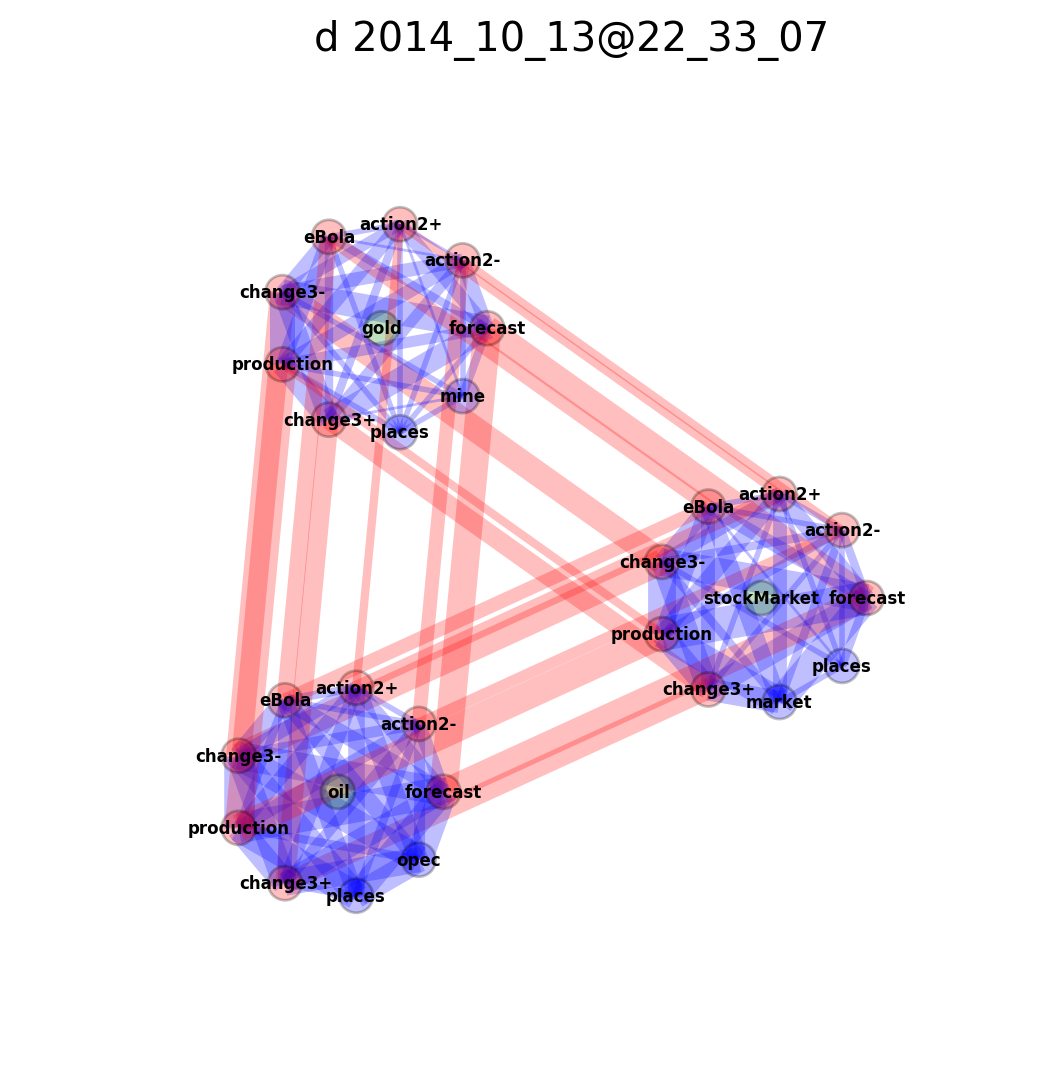 d 2014_10_13@22_33_07
action2+
eBola
action2-
change3-
gold
forecast
production
mine
change3+
places
action2+
eBola
action2-
change3-
stockMarket
forecast
production
places
change3+
market
action2+
eBola
action2-
change3-
oil
forecast
production
opec
change3+
places